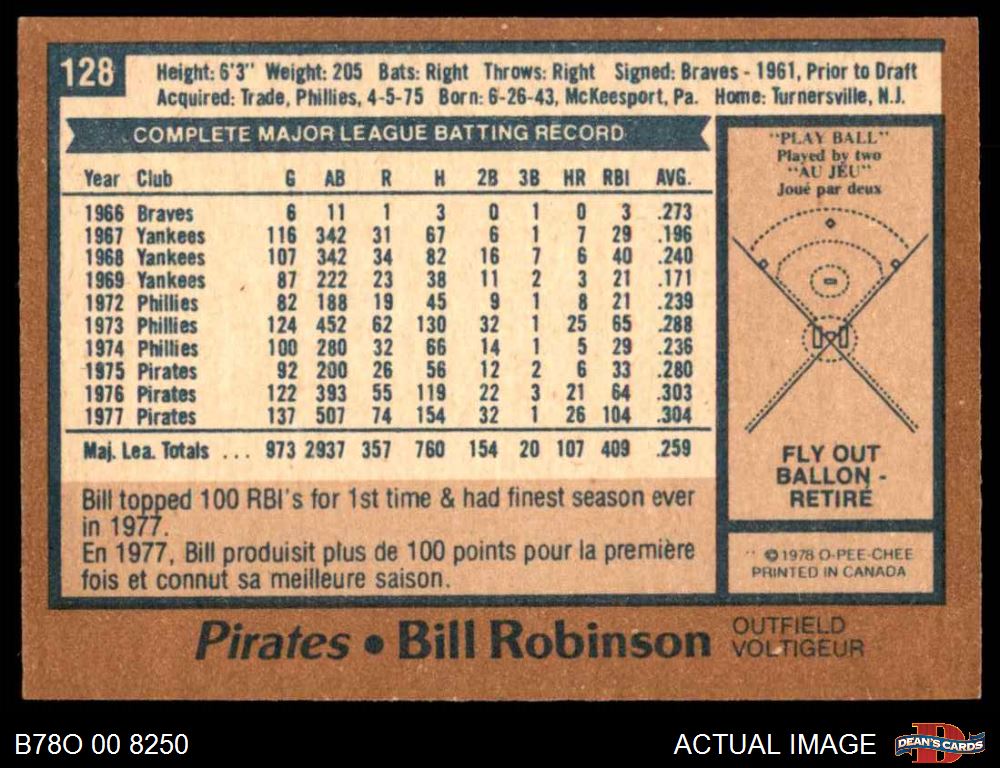 128
Height: 6'3" Weight: 205 Bats: Right Throws: Right Signed: Braves - 1961, Prior to Draft
Acquired: Trade, Phillies, 4-5-75 Born: 6-26-43, McKeesport, Pa. Home: Turnersville, N.J.
COMPLETE MAJOR LEAGUE BATTING RECORD
Year Club G AB R H 2B 3B HR RBI AVG.
1966 Braves 6 11 1 3 0 1 0 3 .273
1967 Yankees 116 342 31 67 6 1 7 29 .196
1968 Yankees 107 342 34 82 16 7 6 40 .240
1969 Yankees 87 222 23 38 11 2 3 21 .171
1972 Phillies 82 188 19 45 9 1 8 21 .239
1973 Phillies 124 452 62 130 32 1 25 65 .288
1974 Phillies 100 280 32 66 14 1 5 29 .236
1975 Pirates 92 200 26 56 12 2 6 33 .280
1976 Pirates 122 393 55 119 22 3 21 64 .303
1977 Pirates 137 507 74 154 32 1 26 104 .304
Maj. Lea. Totals ... 973 2937 357 760 154 20 107 409 .259
Bill topped 100 RBI's for 1st time & had finest season ever
in 1977.
En 1977, Bill produisit plus de 100 points pour la première
fois et connut sa meilleure saison.
"PLAY BALL"
Played by two
"AU JÉU"
Joué par deux
FLY OUT
BALLON -
RETIRÉ
© 1978 O-PEE-CHEE
PRINTED IN CANADA
Pirates • Bill Robinson
OUTFIELD
VOLTIGEUR
B78O 00 8250
ACTUAL IMAGE
D
DEAN'S CARDS